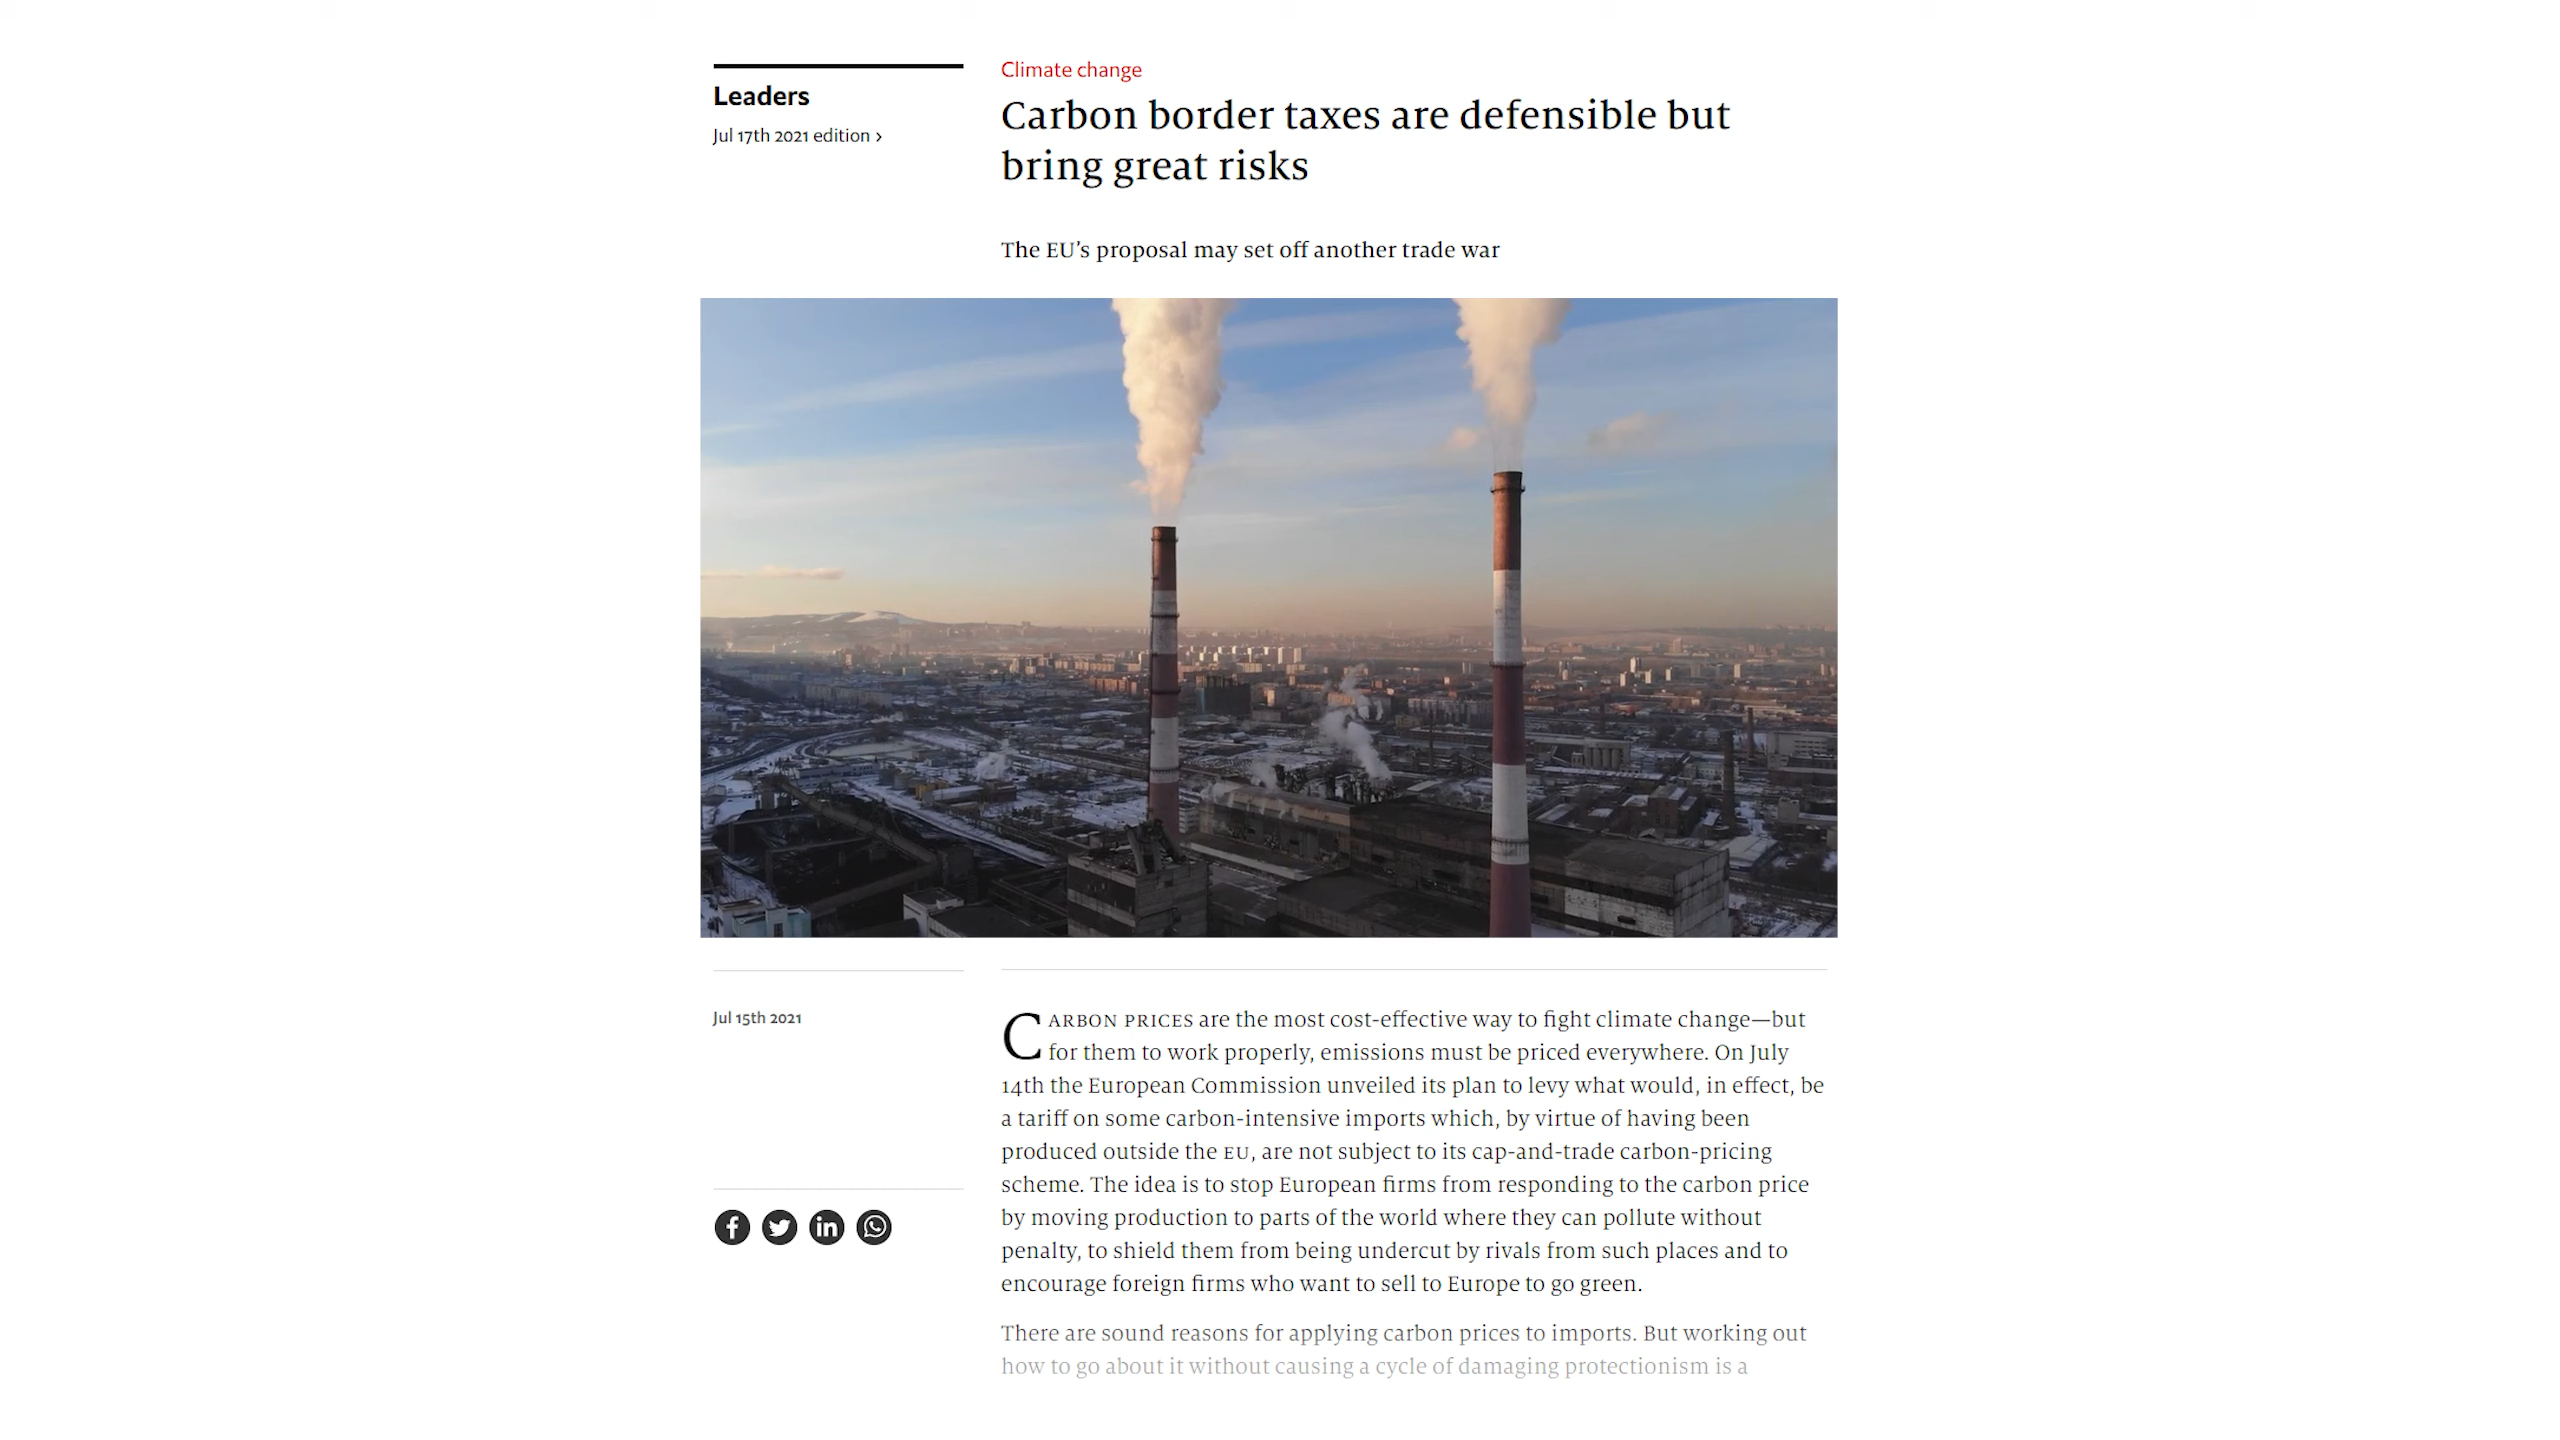 Leaders
Jul 17th 2021 edition ›
Climate change
Carbon border taxes are defensible but
bring great risks
The EU’s proposal may set off another trade war
Jul 15th 2021
CARBON PRICES are the most cost-effective way to fight climate change—but
for them to work properly, emissions must be priced everywhere. On July
14th the European Commission unveiled its plan to levy what would, in effect, be
a tariff on some carbon-intensive imports which, by virtue of having been
produced outside the EU, are not subject to its cap-and-trade carbon-pricing
scheme. The idea is to stop European firms from responding to the carbon price
by moving production to parts of the world where they can pollute without
penalty, to shield them from being undercut by rivals from such places and to
encourage foreign firms who want to sell to Europe to go green.
There are sound reasons for applying carbon prices to imports. But working out
how to go about it without causing a cycle of damaging protectionism is a